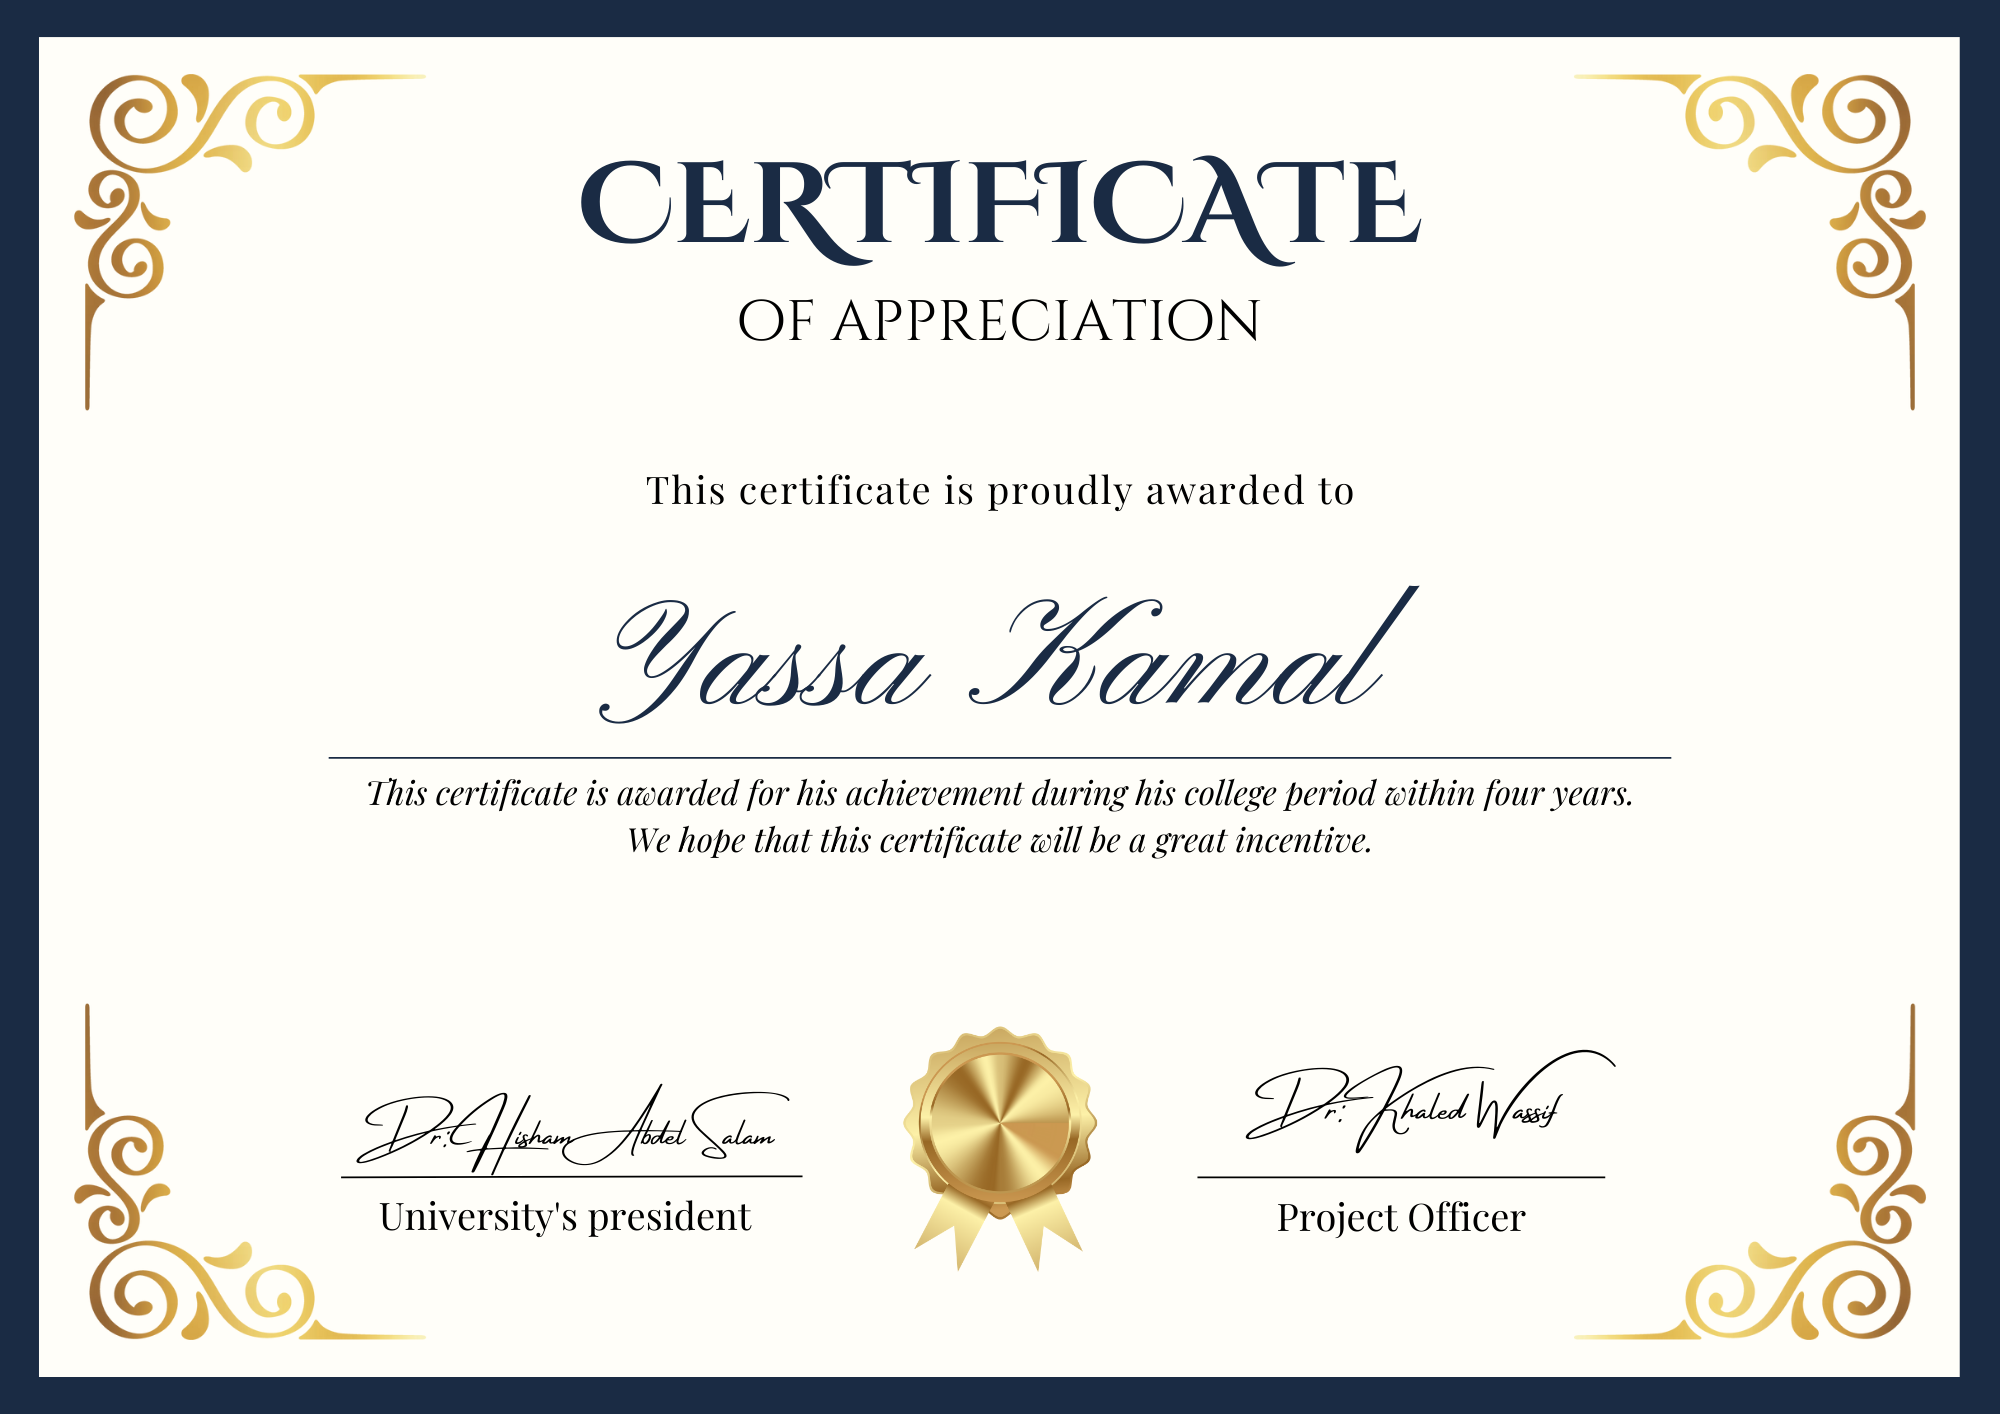 CERTIFICATE
OF APPRECIATION
This certificate is proudly awarded to
Yassa Kamal
This certificate is awarded for his achievement during his college period within four years.
We hope that this certificate will be a great incentive.
Dr: Hisham Abdel Salam
Dr: Khaled Wassif
University's president
Project Officer